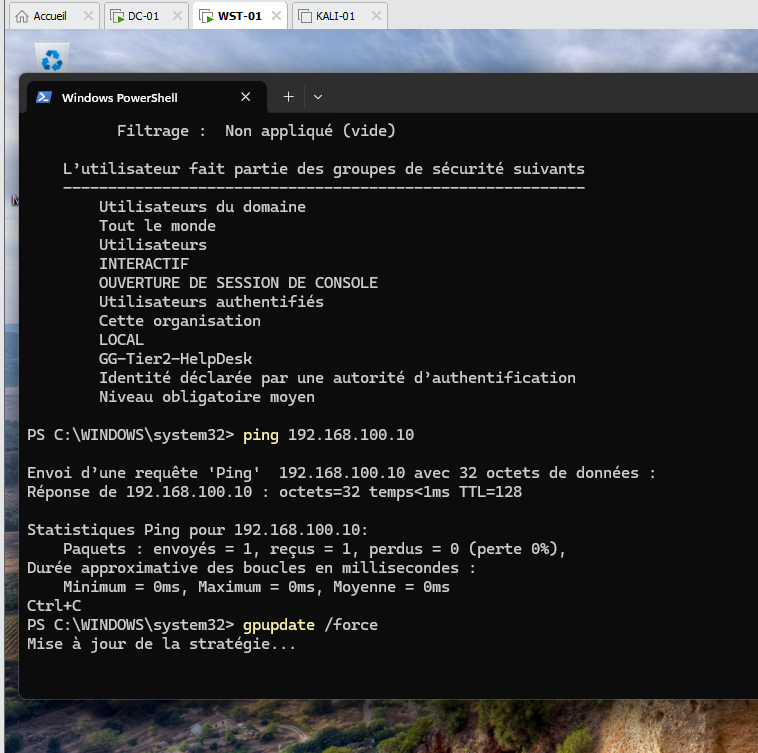 Accueil DC-01 WST-01 KALI-01
Windows PowerShell
Filtrage : Non appliqué (vide)
L’utilisateur fait partie des groupes de sécurité suivants
----------------------------------------------------------
Utilisateurs du domaine
Tout le monde
Utilisateurs
INTERACTIF
OUVERTURE DE SESSION DE CONSOLE
Utilisateurs authentifiés
Cette organisation
LOCAL
GG-Tier2-HelpDesk
Identité déclarée par une autorité d’authentification
Niveau obligatoire moyen
PS C:\WINDOWS\system32> ping 192.168.100.10
Envoi d’une requête 'Ping'  192.168.100.10 avec 32 octets de données :
Réponse de 192.168.100.10 : octets=32 temps<1ms TTL=128
Statistiques Ping pour 192.168.100.10:
Paquets : envoyés = 1, reçus = 1, perdus = 0 (perte 0%),
Durée approximative des boucles en millisecondes :
Minimum = 0ms, Maximum = 0ms, Moyenne = 0ms
Ctrl+C
PS C:\WINDOWS\system32> gpupdate /force
Mise à jour de la stratégie...